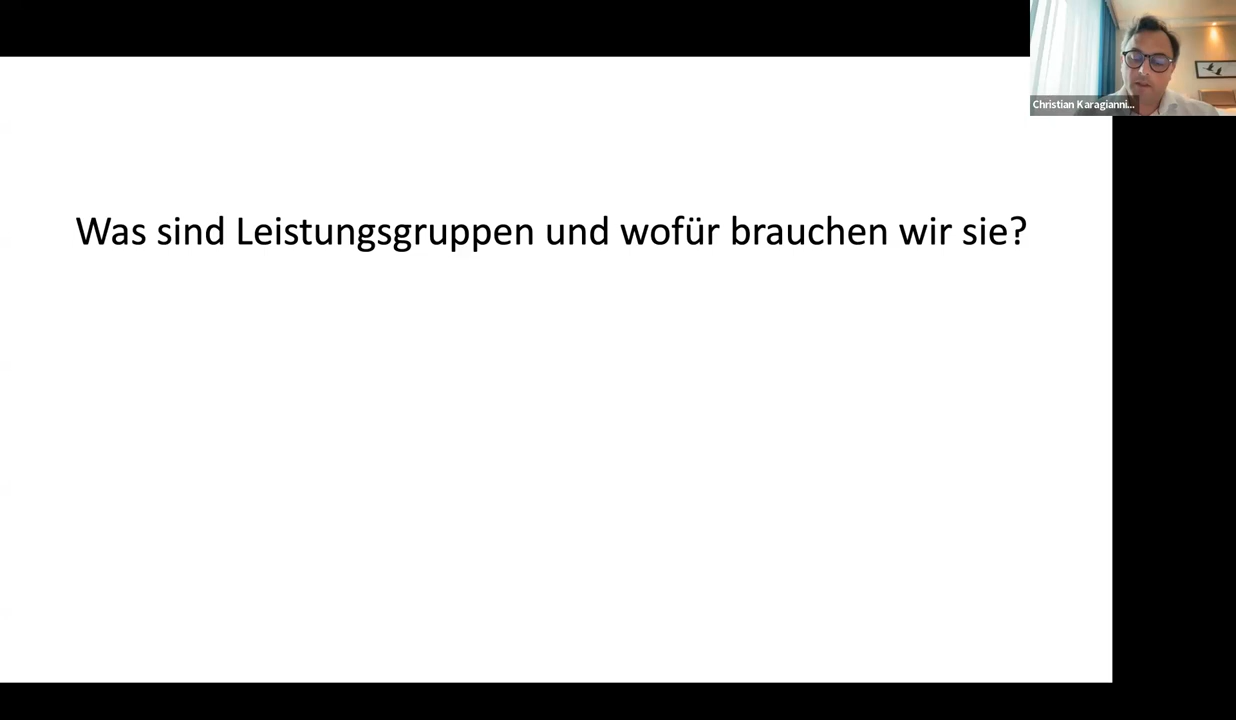 Christian Karagianni...
Was sind Leistungsgruppen und wofür brauchen wir sie?